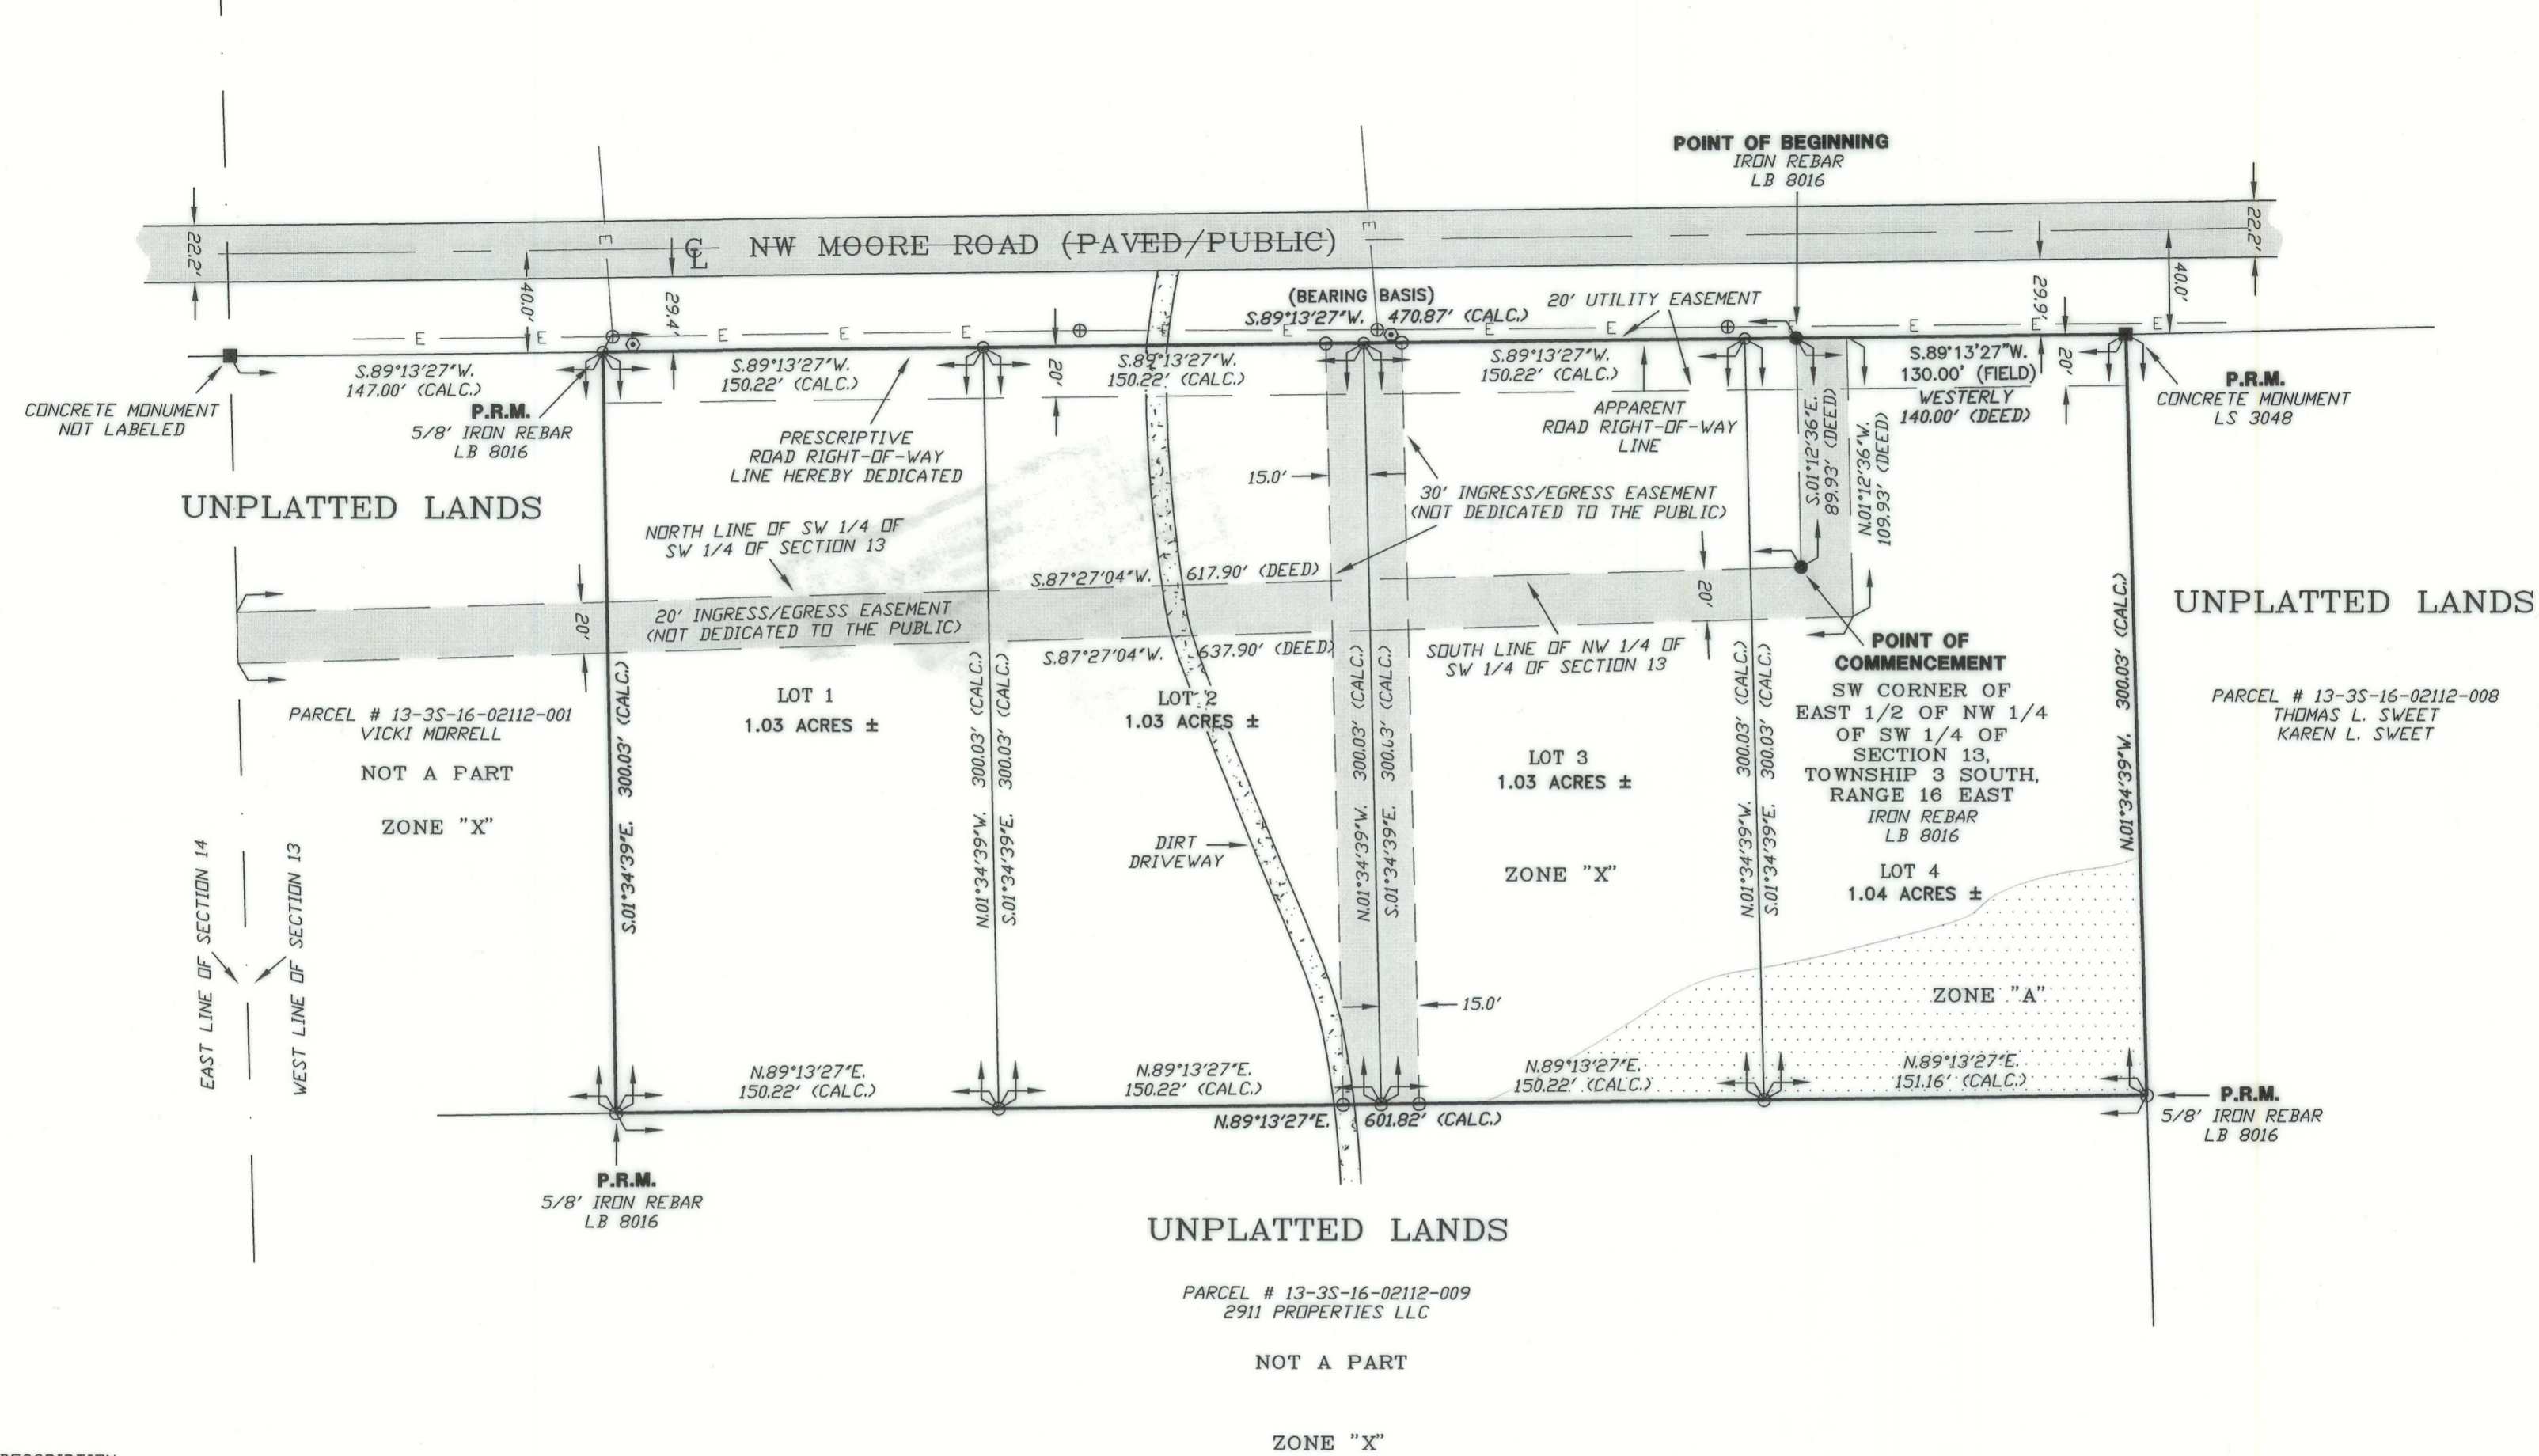 POINT OF BEGINNING
IRON REBAR
LB 8016
22.2'
E
E
22.2'
C L NW MOORE ROAD (PAVED/PUBLIC)
40.0'
29.4'
29.9'
40.0'
(BEARING BASIS)
S.89°13'27"W. 470.87' (CALC.)
20' UTILITY EASEMENT
E
E
E
E
E
E
E
E
E
E
S.89°13'27"W.
147.00' (CALC.)
S.89°13'27"W.
150.22' (CALC.)
20'
S.89°13'27"W.
150.22' (CALC.)
S.89°13'27"W.
150.22' (CALC.)
S.89°13'27"W.
130.00' (FIELD)
WESTERLY
140.00' (DEED)
20'
CONCRETE MONUMENT
NOT LABELED
P.R.M.
5/8' IRON REBAR
LB 8016
PRESCRIPTIVE
ROAD RIGHT-OF-WAY
LINE HEREBY DEDICATED
APPARENT
ROAD RIGHT-OF-WAY
LINE
P.R.M.
CONCRETE MONUMENT
LS 3048
S.01°12'36"E.
89.93' (DEED)
N.01°12'36"W.
109.93' (DEED)
UNPLATTED LANDS
15.0'
30' INGRESS/EGRESS EASEMENT
(NOT DEDICATED TO THE PUBLIC)
NORTH LINE OF SW 1/4 OF
SW 1/4 OF SECTION 13
S.87°27'04"W. 617.90' (DEED)
20'
20' INGRESS/EGRESS EASEMENT
(NOT DEDICATED TO THE PUBLIC)
20'
S.87°27'04"W. 637.90' (DEED)
SOUTH LINE OF NW 1/4 OF
SW 1/4 OF SECTION 13
UNPLATTED LANDS
POINT OF
COMMENCEMENT
SW CORNER OF
EAST 1/2 OF NW 1/4
OF SW 1/4 OF
SECTION 13,
TOWNSHIP 3 SOUTH,
RANGE 16 EAST
IRON REBAR
LB 8016
PARCEL # 13-3S-16-02112-001
VICKI MORRELL
NOT A PART
ZONE "X"
LOT 1
1.03 ACRES ±
LOT 2
1.03 ACRES ±
LOT 3
1.03 ACRES ±
ZONE "X"
LOT 4
1.04 ACRES ±
PARCEL # 13-3S-16-02112-008
THOMAS L. SWEET
KAREN L. SWEET
S.01°34'39"E. 300.03' (CALC.)
N.01°34'39"W. 300.03' (CALC.)
S.01°34'39"E. 300.03' (CALC.)
N.01°34'39"W. 300.03' (CALC.)
S.01°34'39"E. 300.03' (CALC.)
N.01°34'39"W. 300.03' (CALC.)
S.01°34'39"E. 300.03' (CALC.)
N.01°34'39"W. 300.03' (CALC.)
DIRT
DRIVEWAY
EAST LINE OF SECTION 14
WEST LINE OF SECTION 13
ZONE "A"
15.0'
N.89°13'27"E.
150.22' (CALC.)
N.89°13'27"E.
150.22' (CALC.)
N.89°13'27"E.
150.22' (CALC.)
N.89°13'27"E.
151.16' (CALC.)
N.89°13'27"E. 601.82' (CALC.)
P.R.M.
5/8' IRON REBAR
LB 8016
P.R.M.
5/8' IRON REBAR
LB 8016
UNPLATTED LANDS
PARCEL # 13-3S-16-02112-009
2911 PROPERTIES LLC
NOT A PART
ZONE "X"